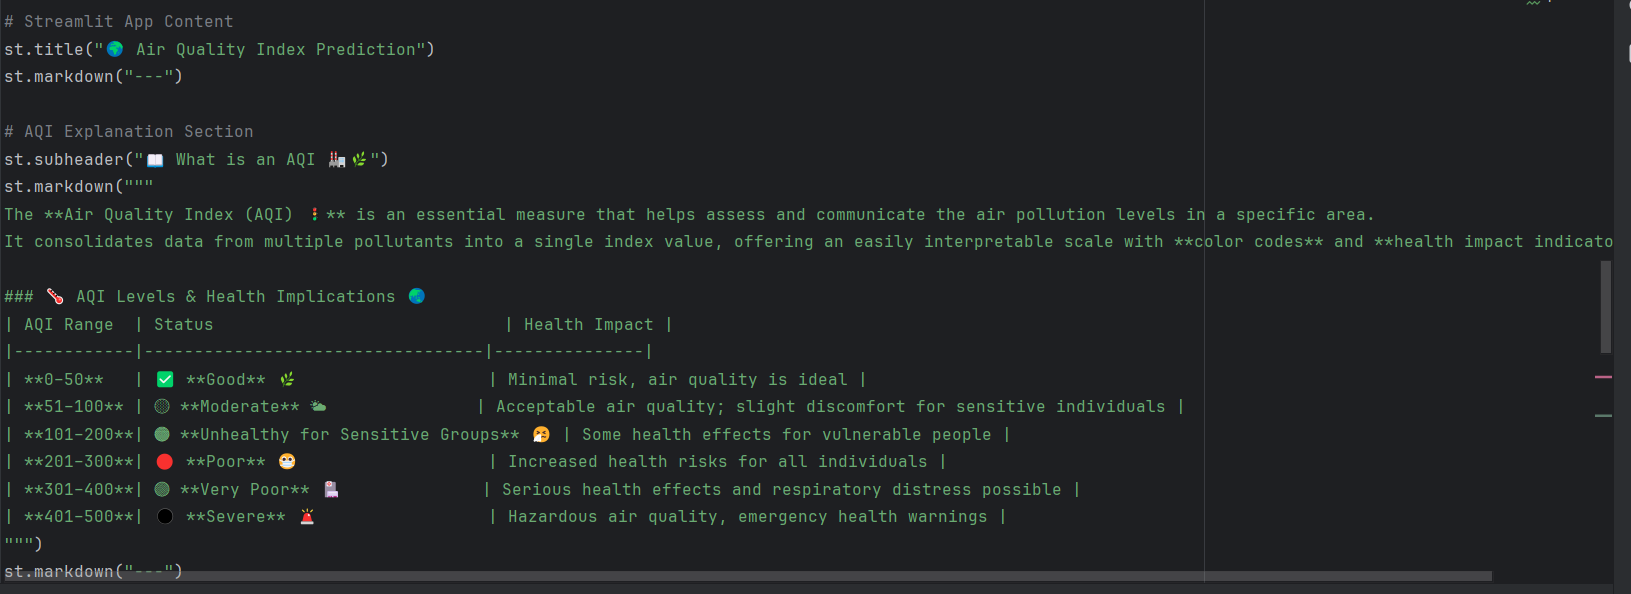 # Streamlit App Content
st.title("🌍 Air Quality Index Prediction")
st.markdown("---")
# AQI Explanation Section
st.subheader("📖 What is an AQI 🏭🌿")
st.markdown("""
The **Air Quality Index (AQI) 🚦** is an essential measure that helps assess and communicate the air pollution levels in a specific area.
It consolidates data from multiple pollutants into a single index value, offering an easily interpretable scale with **color codes** and **health impact indicato
### 🌡️ AQI Levels & Health Implications 🌏
| AQI Range  | Status                             | Health Impact |
|------------|----------------------------------|---------------|
| **0-50**   | ✅ **Good** 🌿                    | Minimal risk, air quality is ideal |
| **51-100** | 🟡 **Moderate** 🌥️               | Acceptable air quality; slight discomfort for sensitive individuals |
| **101-200**| 🟠 **Unhealthy for Sensitive Groups** 🤧 | Some health effects for vulnerable people |
| **201-300**| 🔴 **Poor** 😷                   | Increased health risks for all individuals |
| **301-400**| 🟣 **Very Poor** 🏥              | Serious health effects and respiratory distress possible |
| **401-500**| ⚫ **Severe** 🚨                  | Hazardous air quality, emergency health warnings |
""")
st.markdown("---")